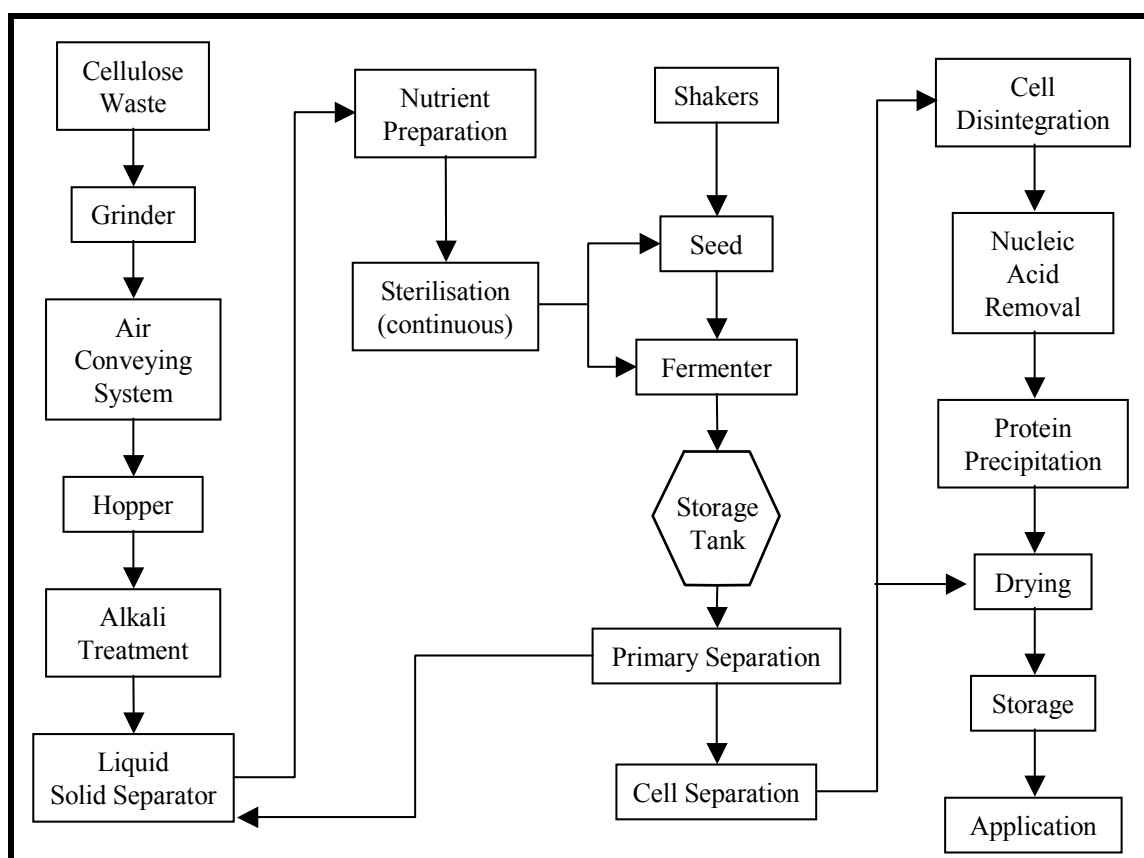 Cellulose
Waste
Grinder
Air
Conveying
System
Hopper
Alkali
Treatment
Liquid
Solid Separator
Nutrient
Preparation
Sterilisation
(continuous)
Shakers
Seed
Fermenter
Storage
Tank
Primary Separation
Cell Separation
Cell
Disintegration
Nucleic
Acid
Removal
Protein
Precipitation
Drying
Storage
Application